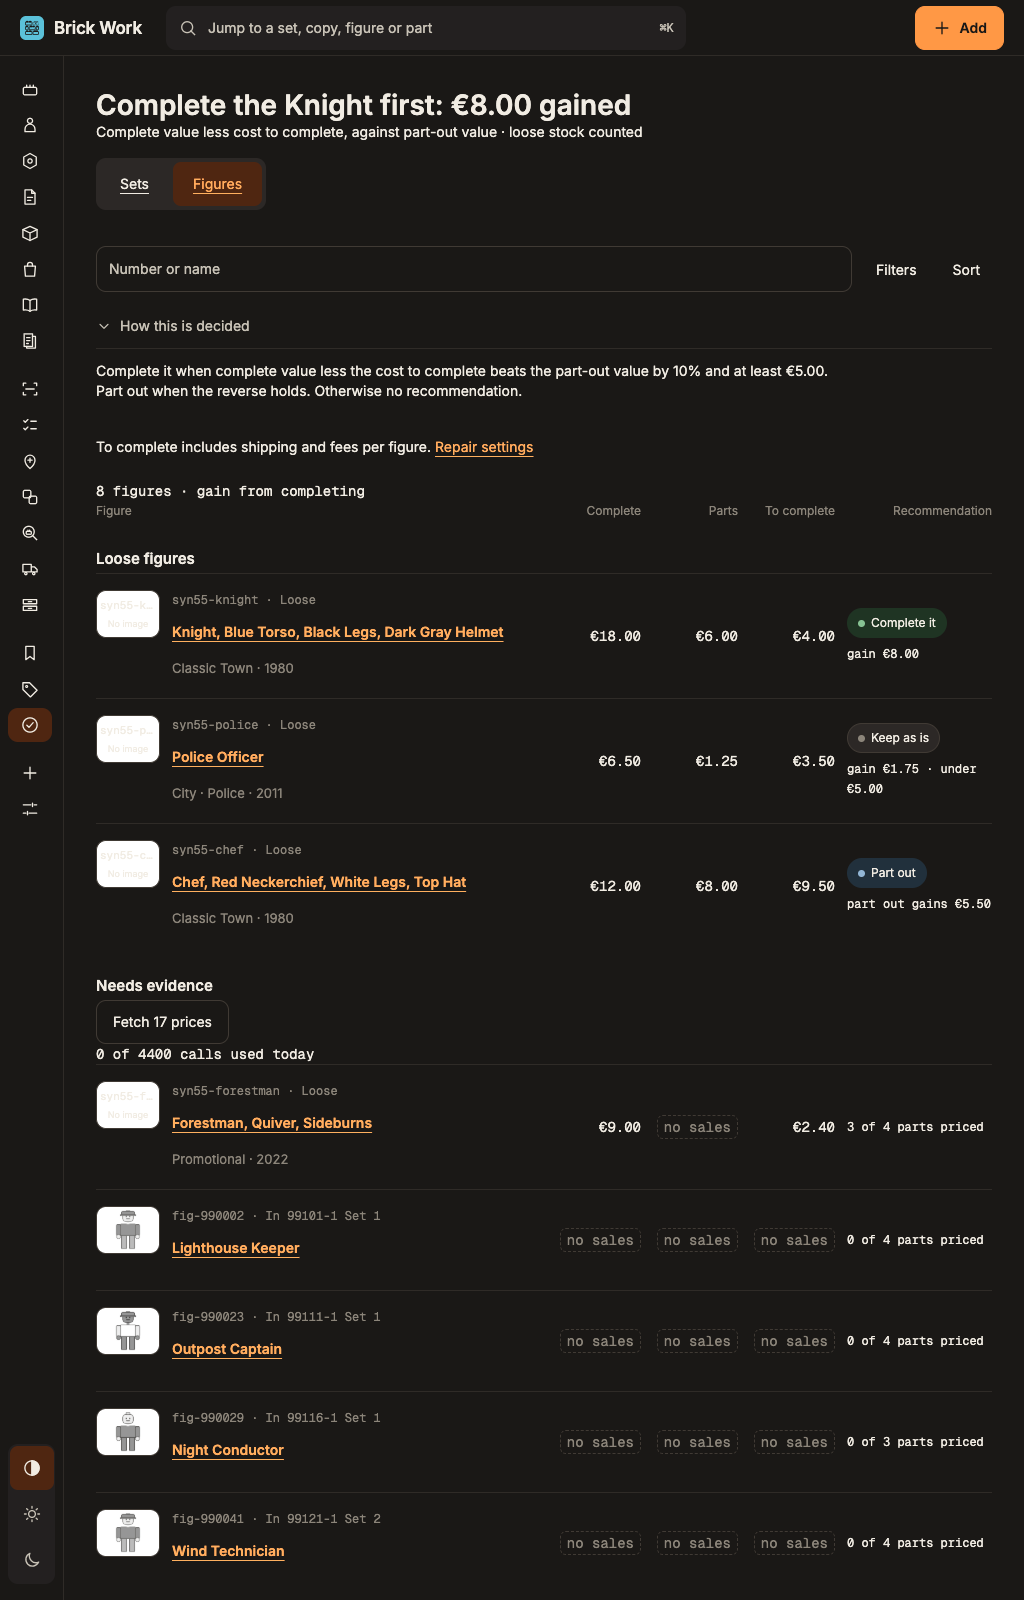 Brick Work
Jump to a set, copy, figure or part
⌘K
Add
Complete the Knight first: €8.00 gained
Complete value less cost to complete, against part-out value · loose stock counted
Sets
Figures
Number or name
Filters
Sort
How this is decided
Complete it when complete value less the cost to complete beats the part-out value by 10% and at least €5.00.
Part out when the reverse holds. Otherwise no recommendation.
To complete includes shipping and fees per figure. Repair settings
8 figures · gain from completing
Figure Complete Parts To complete Recommendation
Loose figures
syn55-k…
No image
syn55-knight · Loose
Knight, Blue Torso, Black Legs, Dark Gray Helmet
Classic Town · 1980
€18.00 €6.00 €4.00
Complete it
gain €8.00
syn55-p…
No image
syn55-police · Loose
Police Officer
City · Police · 2011
€6.50 €1.25 €3.50
Keep as is
gain €1.75 · under
€5.00
syn55-c…
No image
syn55-chef · Loose
Chef, Red Neckerchief, White Legs, Top Hat
Classic Town · 1980
€12.00 €8.00 €9.50
Part out
part out gains €5.50
Needs evidence
Fetch 17 prices
0 of 4400 calls used today
syn55-f…
No image
syn55-forestman · Loose
Forestman, Quiver, Sideburns
Promotional · 2022
€9.00 no sales €2.40 3 of 4 parts priced
fig-990002 · In 99101-1 Set 1
Lighthouse Keeper
no sales no sales no sales 0 of 4 parts priced
fig-990023 · In 99111-1 Set 1
Outpost Captain
no sales no sales no sales 0 of 4 parts priced
fig-990029 · In 99116-1 Set 1
Night Conductor
no sales no sales no sales 0 of 3 parts priced
fig-990041 · In 99121-1 Set 2
Wind Technician
no sales no sales no sales 0 of 4 parts priced